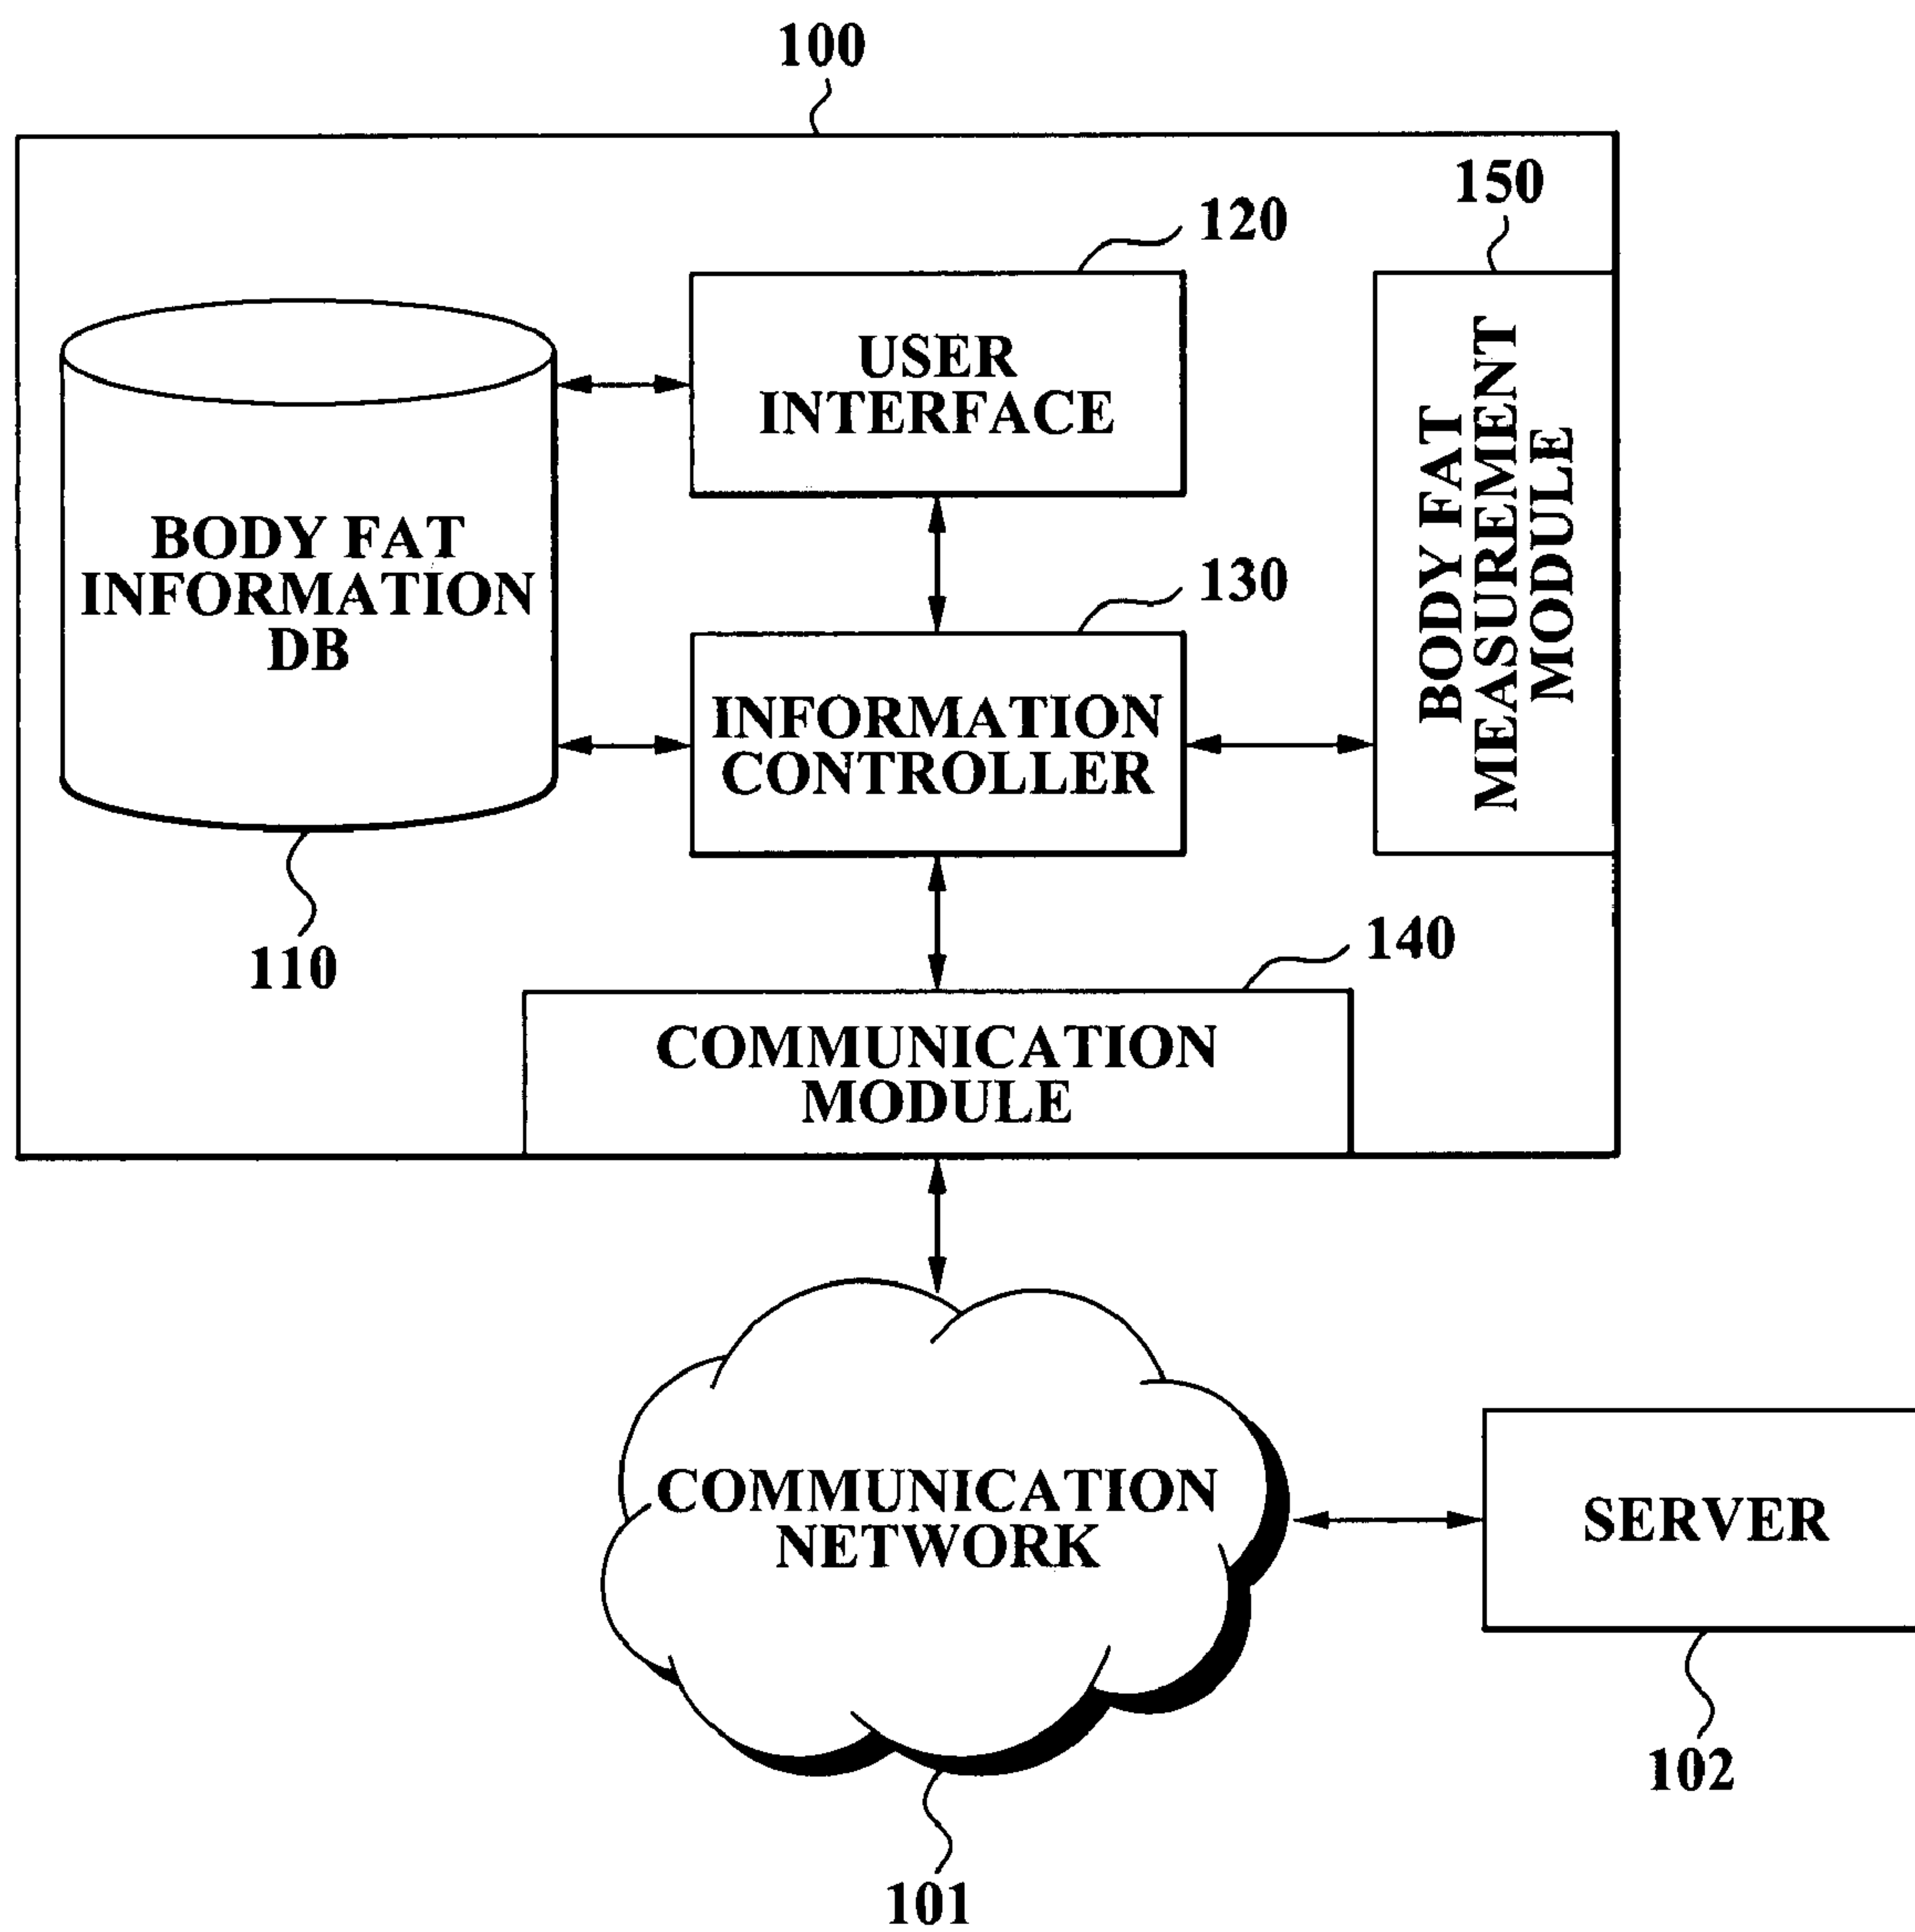 100
150
120
USER
INTERFACE
BODY FAT
MEASUREMENT
MODULE
BODY FAT
INFORMATION
DB
130
INFORMATION
CONTROLLER
110
140
COMMUNICATION
MODULE
COMMUNICATION
NETWORK
SERVER
102
101